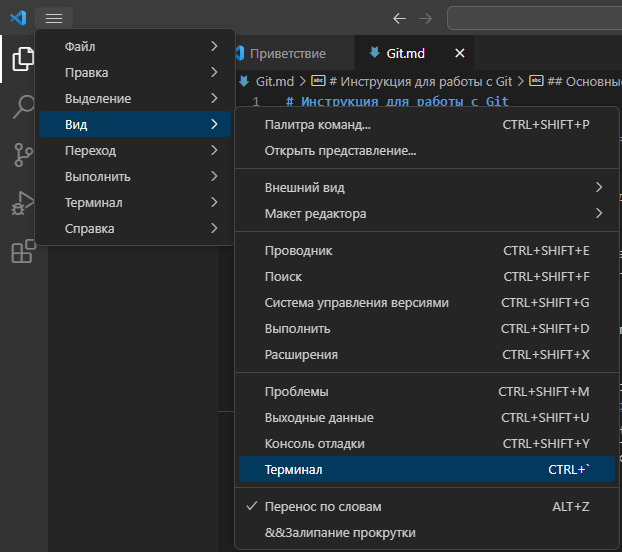 Приветствие
Git.md
Git.md > # Инструкция для работы с Git > ## Основные
1 # Инструкция для работы с Git
Файл
Правка
Выделение
Вид
Переход
Выполнить
Терминал
Справка
Палитра команд... CTRL+SHIFT+P
Открыть представление...
Внешний вид
Макет редактора
Проводник CTRL+SHIFT+E
Поиск CTRL+SHIFT+F
Система управления версиями CTRL+SHIFT+G
Выполнить CTRL+SHIFT+D
Расширения CTRL+SHIFT+X
Проблемы CTRL+SHIFT+M
Выходные данные CTRL+SHIFT+U
Консоль отладки CTRL+SHIFT+Y
Терминал CTRL+`
Перенос по словам ALT+Z
&&Залипание прокрутки